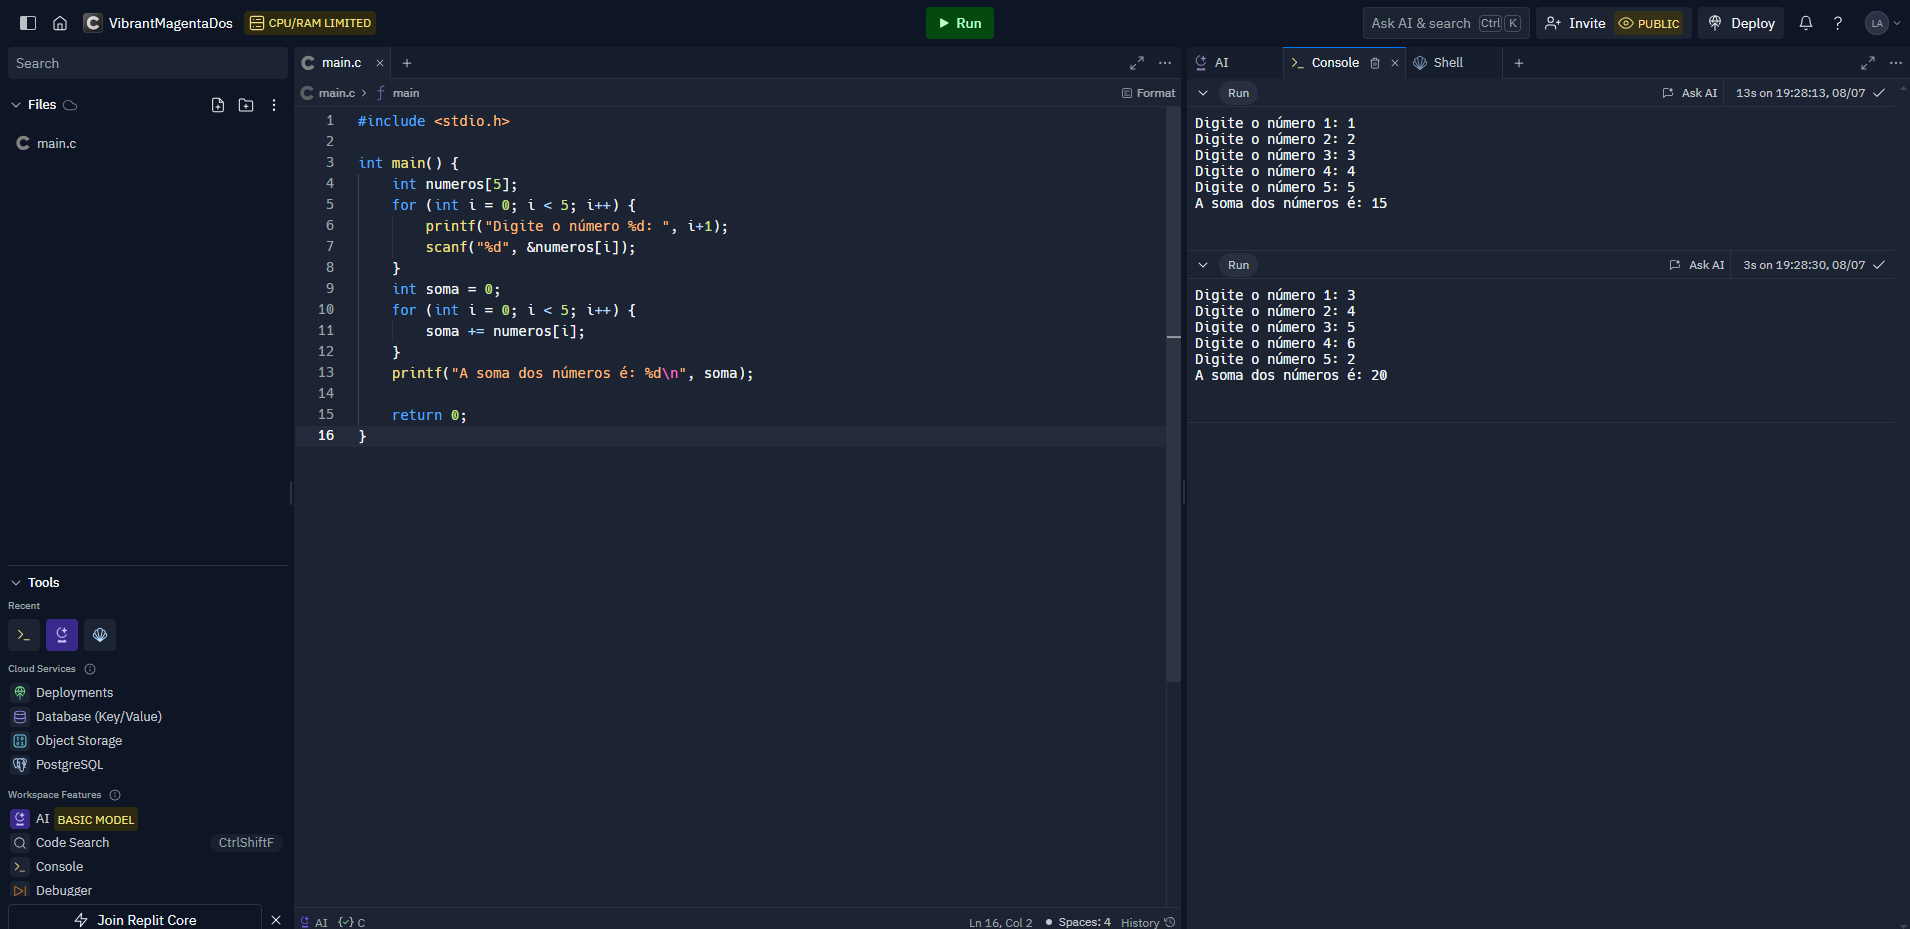 VibrantMagentaDos
CPU/RAM LIMITED
Run
Ask AI & search Ctrl K
Invite
PUBLIC
Deploy
LA
Search
Files
main.c
Tools
Recent
Cloud Services
Deployments
Database (Key/Value)
Object Storage
PostgreSQL
Workspace Features
AI BASIC MODEL
Code Search CtrlShiftF
Console
Debugger
Join Replit Core
main.c
main.c > main
Format
1 #include <stdio.h>
2
3 int main() {
4 int numeros[5];
5 for (int i = 0; i < 5; i++) {
6 printf("Digite o número %d: ", i+1);
7 scanf("%d", &numeros[i]);
8 }
9 int soma = 0;
10 for (int i = 0; i < 5; i++) {
11 soma += numeros[i];
12 }
13 printf("A soma dos números é: %d\n", soma);
14
15 return 0;
16 }
AI C
Ln 16, Col 2
Spaces: 4
History
AI
Console
Shell
Run
Ask AI
13s on 19:28:13, 08/07
Digite o número 1: 1
Digite o número 2: 2
Digite o número 3: 3
Digite o número 4: 4
Digite o número 5: 5
A soma dos números é: 15
Run
Ask AI
3s on 19:28:30, 08/07
Digite o número 1: 3
Digite o número 2: 4
Digite o número 3: 5
Digite o número 4: 6
Digite o número 5: 2
A soma dos números é: 20